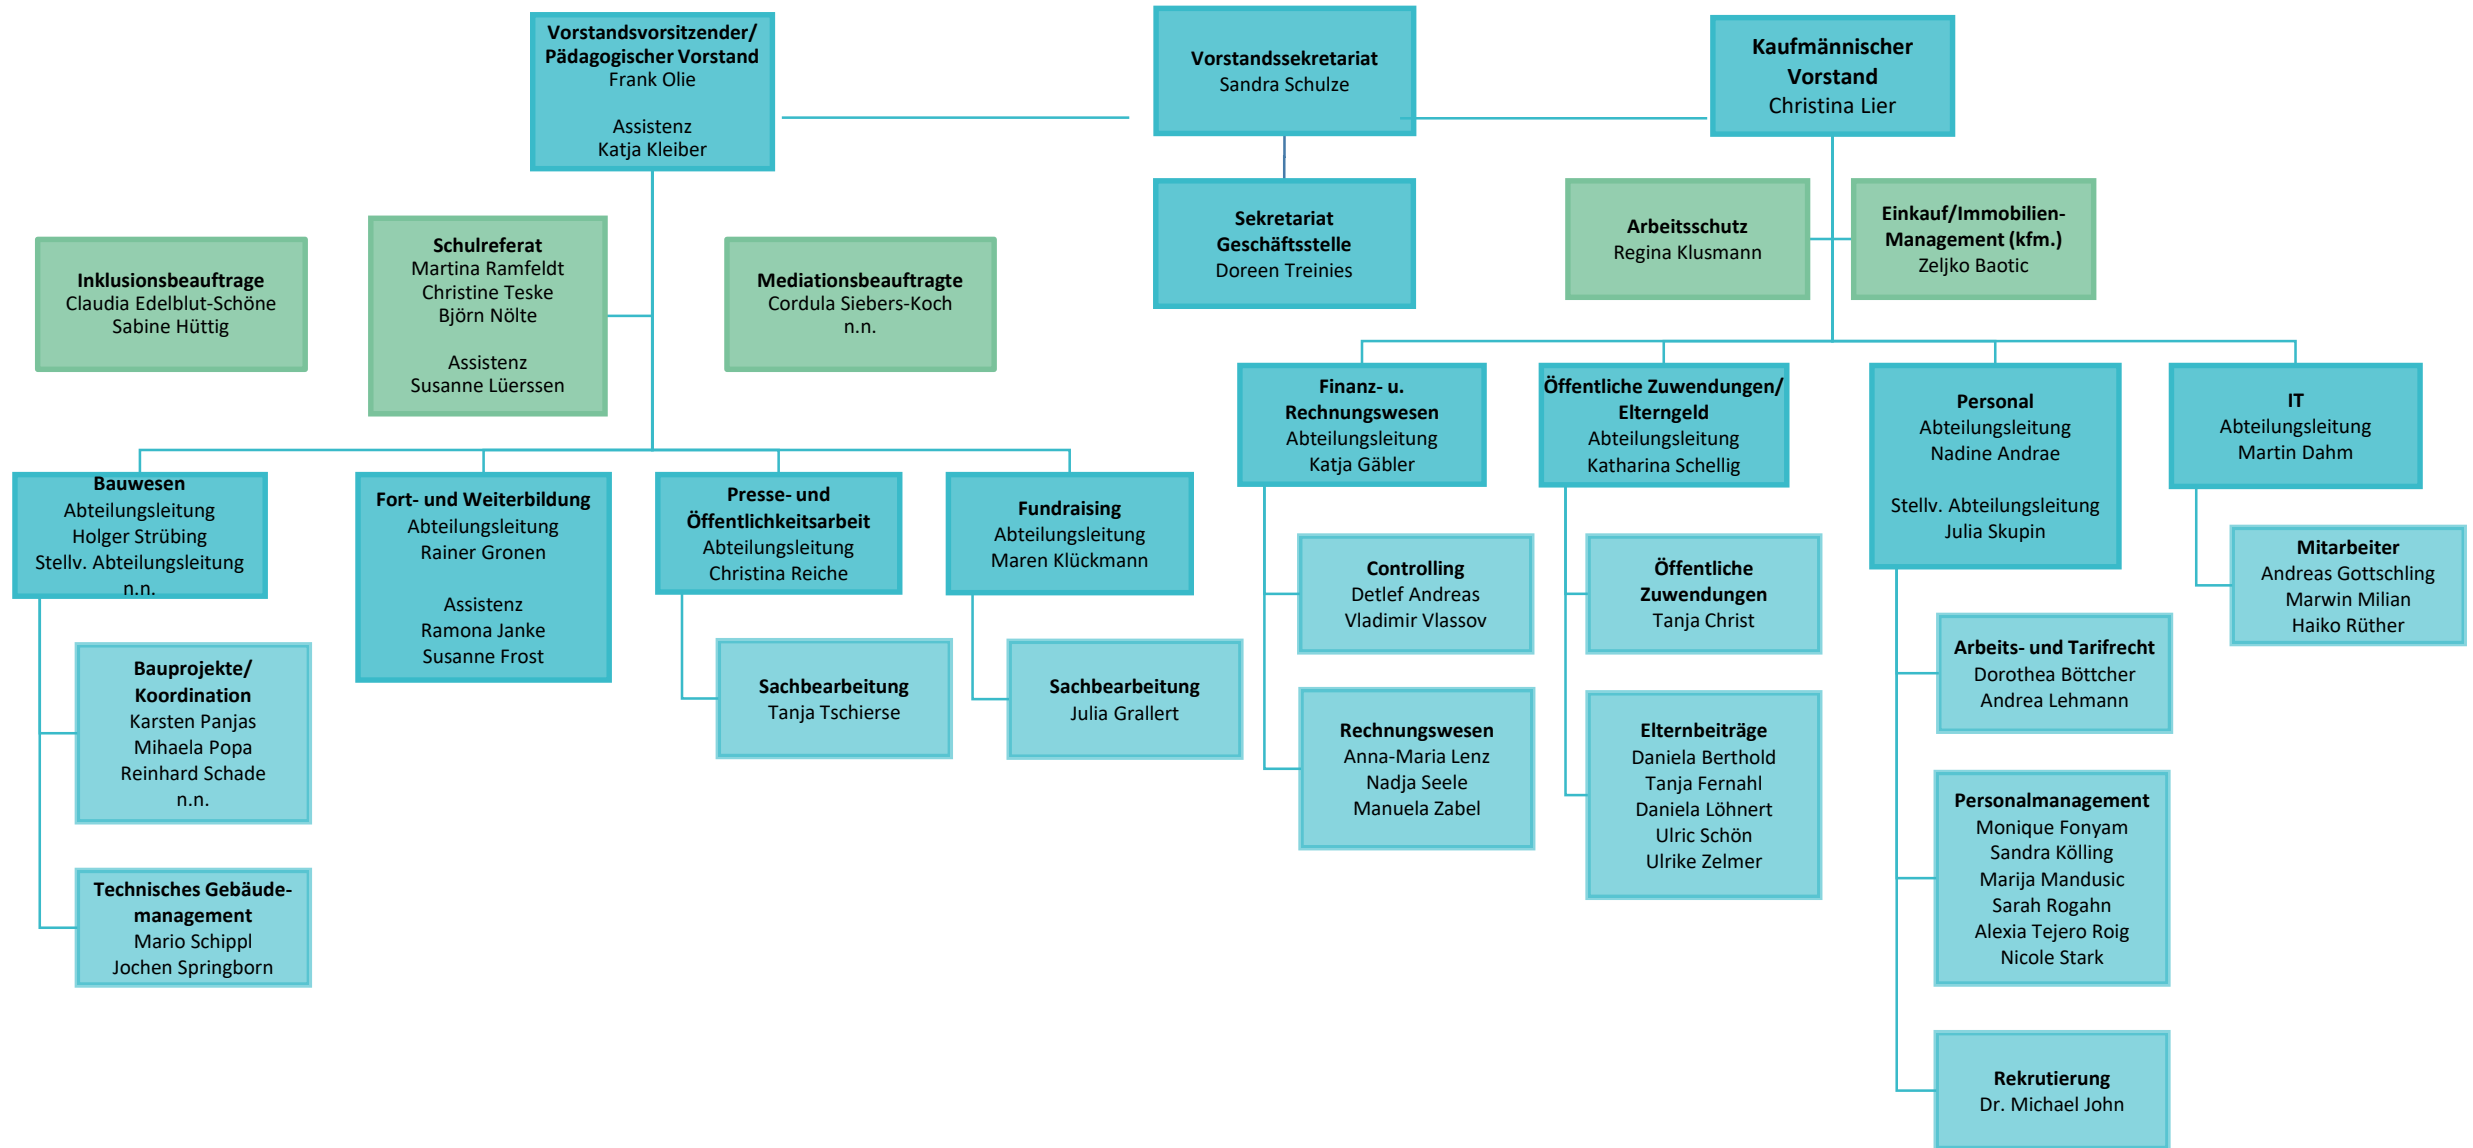 Vorstandsvorsitzender/
Pädagogischer Vorstand
Frank Olie
Assistenz
Katja Kleiber
Vorstandssekretariat
Sandra Schulze
Kaufmännischer
Vorstand
Christina Lier
Sekretariat
Geschäftsstelle
Doreen Treinies
Arbeitsschutz
Regina Klusmann
Einkauf/Immobilien-
Management (kfm.)
Zeljko Baotic
Inklusionsbeauftrage
Claudia Edelblut-Schöne
Sabine Hüttig
Schulreferat
Martina Ramfeldt
Christine Teske
Björn Nölte
Assistenz
Susanne Lüerssen
Mediationsbeauftragte
Cordula Siebers-Koch
n.n.
Bauwesen
Abteilungsleitung
Holger Strübing
Stellv. Abteilungsleitung
n.n.
Bauprojekte/
Koordination
Karsten Panjas
Mihaela Popa
Reinhard Schade
n.n.
Technisches Gebäude-
management
Mario Schippl
Jochen Springborn
Fort- und Weiterbildung
Abteilungsleitung
Rainer Gronen
Assistenz
Ramona Janke
Susanne Frost
Presse- und
Öffentlichkeitsarbeit
Abteilungsleitung
Christina Reiche
Sachbearbeitung
Tanja Tschierse
Fundraising
Abteilungsleitung
Maren Klückmann
Sachbearbeitung
Julia Grallert
Finanz- u.
Rechnungswesen
Abteilungsleitung
Katja Gäbler
Controlling
Detlef Andreas
Vladimir Vlassov
Rechnungswesen
Anna-Maria Lenz
Nadja Seele
Manuela Zabel
Öffentliche Zuwendungen/
Elterngeld
Abteilungsleitung
Katharina Schellig
Öffentliche
Zuwendungen
Tanja Christ
Elternbeiträge
Daniela Berthold
Tanja Fernahl
Daniela Löhnert
Ulric Schön
Ulrike Zelmer
Personal
Abteilungsleitung
Nadine Andrae
Stellv. Abteilungsleitung
Julia Skupin
Arbeits- und Tarifrecht
Dorothea Böttcher
Andrea Lehmann
Personalmanagement
Monique Fonyam
Sandra Kölling
Marija Mandusic
Sarah Rogahn
Alexia Tejero Roig
Nicole Stark
Rekrutierung
Dr. Michael John
IT
Abteilungsleitung
Martin Dahm
Mitarbeiter
Andreas Gottschling
Marwin Milian
Haiko Rüther